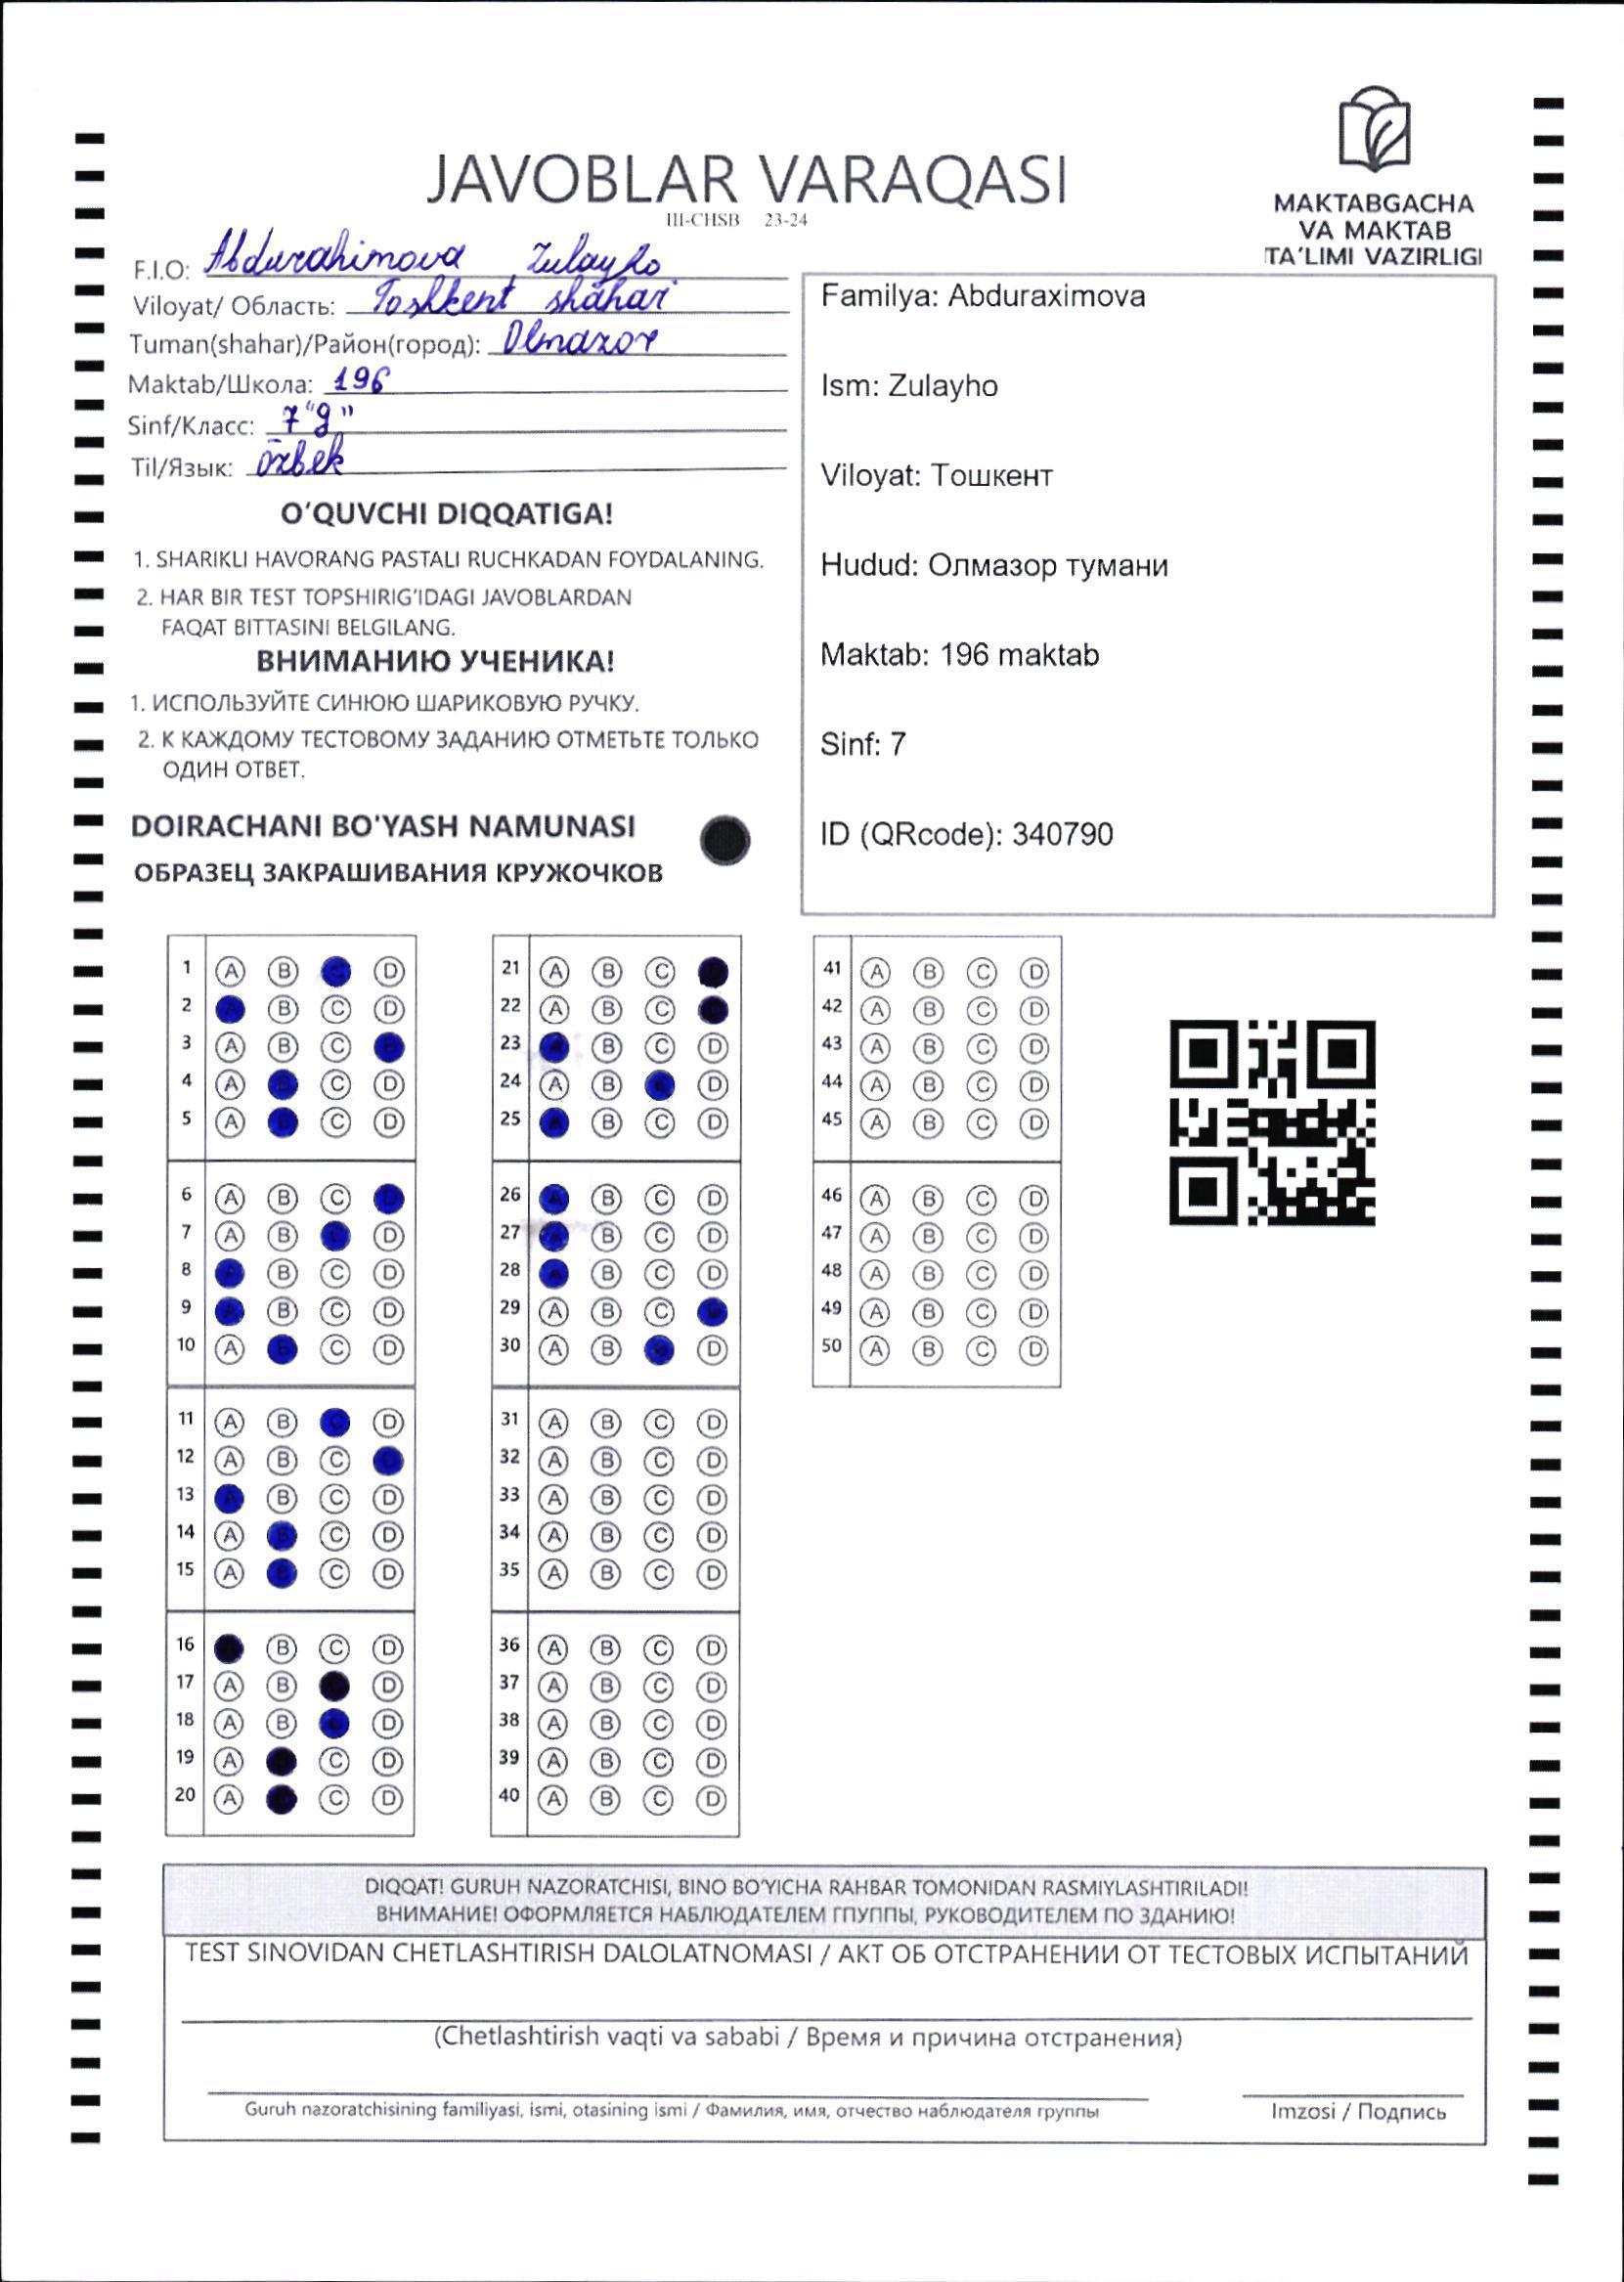 JAVOBLAR VARAQASI
III-CHSB 23-24
MAKTABGACHA
VA MAKTAB
TA'LIMI VAZIRLIGI
F.I.O: Abdurahimova Zulayho
Viloyat/ Область: Toshkent shahari
Tuman(shahar)/Район(город): Olmazor
Maktab/Школа: 196
Sinf/Класс: 7 "g"
Til/Язык: o'zbek
Familya: Abduraximova
Ism: Zulayho
Viloyat: Тошкент
Hudud: Олмазор тумани
Maktab: 196 maktab
Sinf: 7
ID (QRcode): 340790
O'QUVCHI DIQQATIGA!
1. SHARIKLI HAVORANG PASTALI RUCHKADAN FOYDALANING.
2. HAR BIR TEST TOPSHIRIG'IDAGI JAVOBLARDAN
FAQAT BITTASINI BELGILANG.
ВНИМАНИЮ УЧЕНИКА!
1. ИСПОЛЬЗУЙТЕ СИНЮЮ ШАРИКОВУЮ РУЧКУ.
2. К КАЖДОМУ ТЕСТОВОМУ ЗАДАНИЮ ОТМЕТЬТЕ ТОЛЬКО
ОДИН ОТВЕТ.
DOIRACHANI BO'YASH NAMUNASI
ОБРАЗЕЦ ЗАКРАШИВАНИЯ КРУЖОЧКОВ
1 A B D
2 B C D
3 A B C
4 A C D
5 A C D
6 A B C
7 A B D
8 B C D
9 B C D
10 A C D
11 A B D
12 A B C
13 B C D
14 A C D
15 A C D
16 B C D
17 A B D
18 A B D
19 A C D
20 A C D
21 A B C
22 A B C
23 B C D
24 A B D
25 B C D
26 B C D
27 B C D
28 B C D
29 A B C
30 A B D
31 A B C D
32 A B C D
33 A B C D
34 A B C D
35 A B C D
36 A B C D
37 A B C D
38 A B C D
39 A B C D
40 A B C D
41 A B C D
42 A B C D
43 A B C D
44 A B C D
45 A B C D
46 A B C D
47 A B C D
48 A B C D
49 A B C D
50 A B C D
DIQQAT! GURUH NAZORATCHISI, BINO BO'YICHA RAHBAR TOMONIDAN RASMIYLASHTIRILADI!
ВНИМАНИЕ! ОФОРМЛЯЕТСЯ НАБЛЮДАТЕЛЕМ ГПУППЫ, РУКОВОДИТЕЛЕМ ПО ЗДАНИЮ!
TEST SINOVIDAN CHETLASHTIRISH DALOLATNOMASI / АКТ ОБ ОТСТРАНЕНИИ ОТ ТЕСТОВЫХ ИСПЫТАНИЙ
(Chetlashtirish vaqti va sababi / Время и причина отстранения)
Guruh nazoratchisining familiyasi, ismi, otasining ismi / Фамилия, имя, отчество наблюдателя группы
Imzosi / Подпись